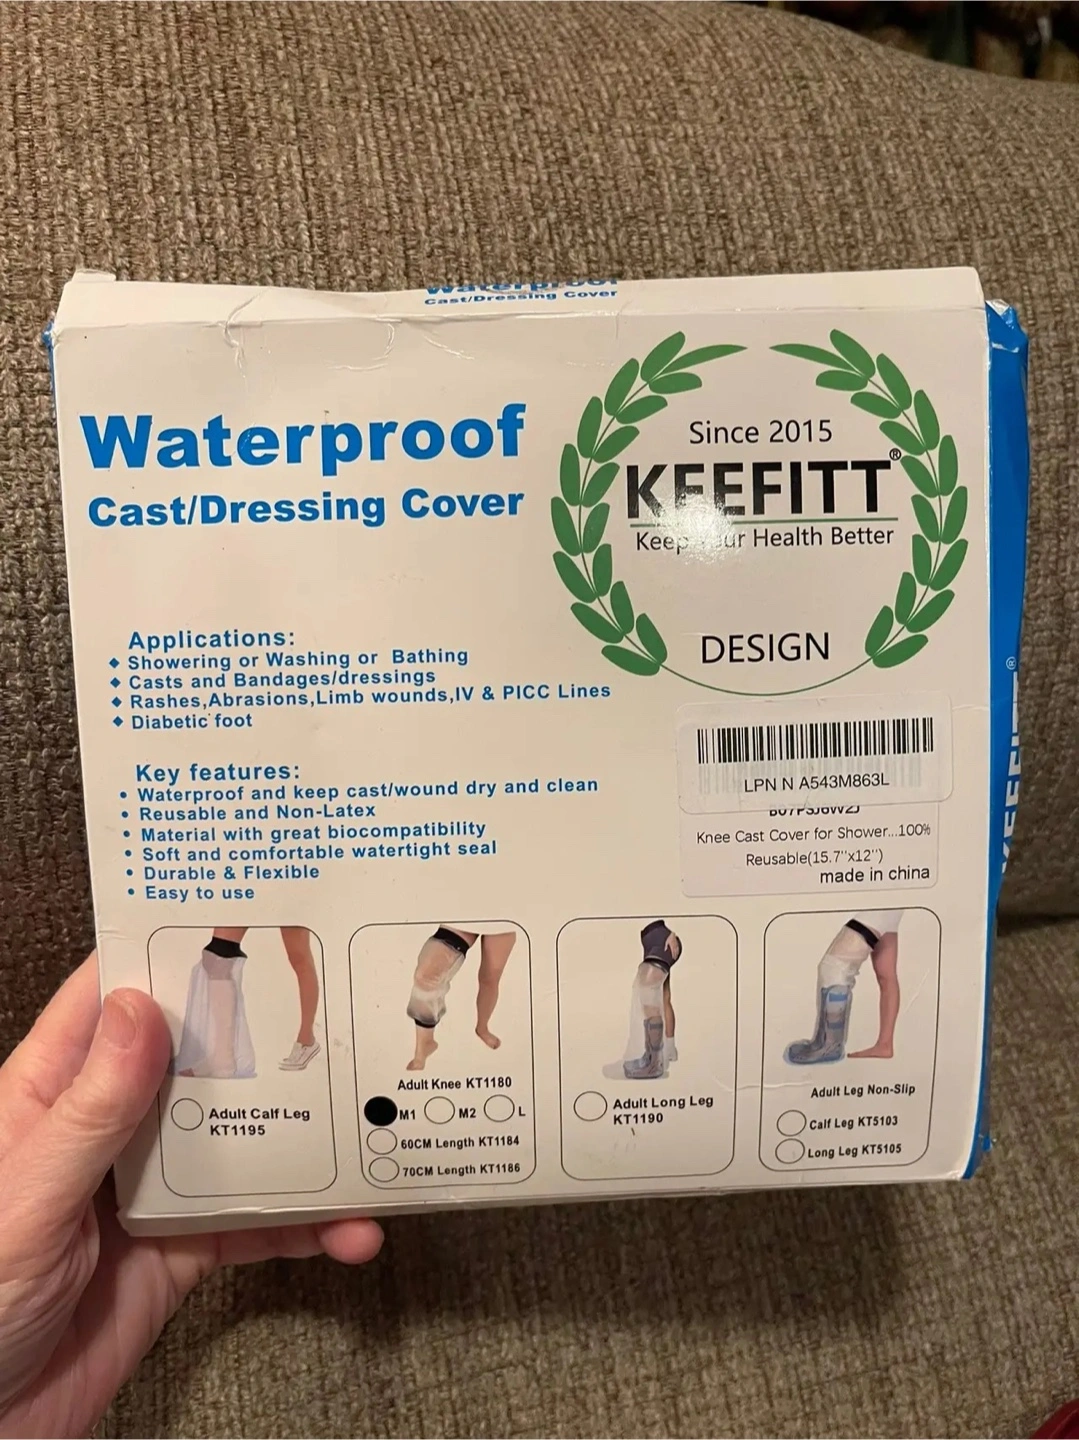 Waterproof
Cast/Dressing Cover
Waterproof
Cast/Dressing Cover
Since 2015
KEEFITT®
Keep Health Better
DESIGN
Applications:
◆ Showering or Washing or Bathing
◆ Casts and Bandages/dressings
◆ Rashes,Abrasions,Limb wounds,IV & PICC Lines
◆ Diabetic foot
Key features:
• Waterproof and keep cast/wound dry and clean
• Reusable and Non-Latex
• Material with great biocompatibility
• Soft and comfortable watertight seal
• Durable & Flexible
• Easy to use
LPN N A543M863L
Knee Cast Cover for Shower...100%
Reusable(15.7"x12")
made in china
KEEFITT®
Adult Calf Leg
KT1195
Adult Knee KT1180
M1 M2 L
60CM Length KT1184
70CM Length KT1186
Adult Long Leg
KT1190
Adult Leg Non-Slip
Calf Leg KT5103
Long Leg KT5105